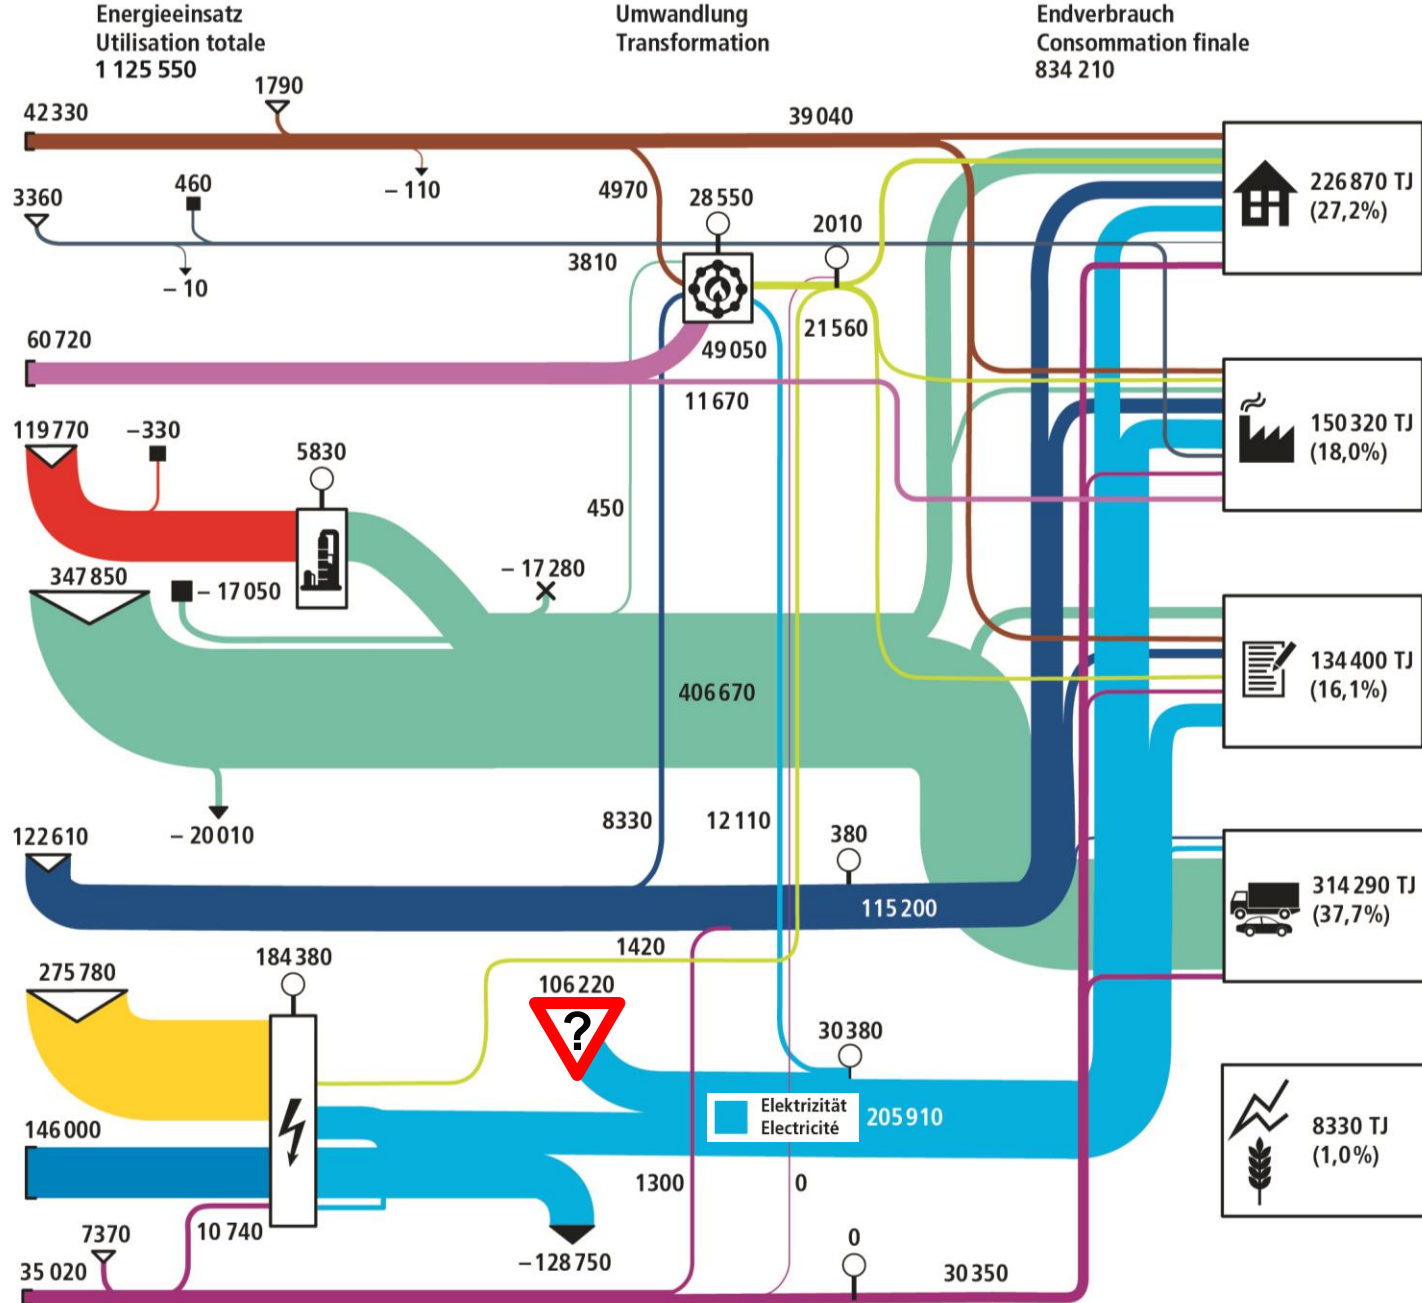 Energieeinsatz
Utilisation totale
1 125 550
Umwandlung
Transformation
Endverbrauch
Consommation finale
834 210
1790
42 330
39 040
– 110
4970
3360
460
– 10
28 550
2010
3810
226 870 TJ
(27,2%)
60 720
49 050
21 560
11 670
119 770
–330
5830
450
150 320 TJ
(18,0%)
347 850
– 17 050
– 17 280
406 670
134 400 TJ
(16,1%)
– 20 010
122 610
8330
12 110
380
115 200
314 290 TJ
(37,7%)
1420
275 780
184 380
106 220
?
30 380
Elektrizität
Electricité
205 910
146 000
8330 TJ
(1,0%)
1300
0
7370
10 740
–128 750
0
35 020
30 350